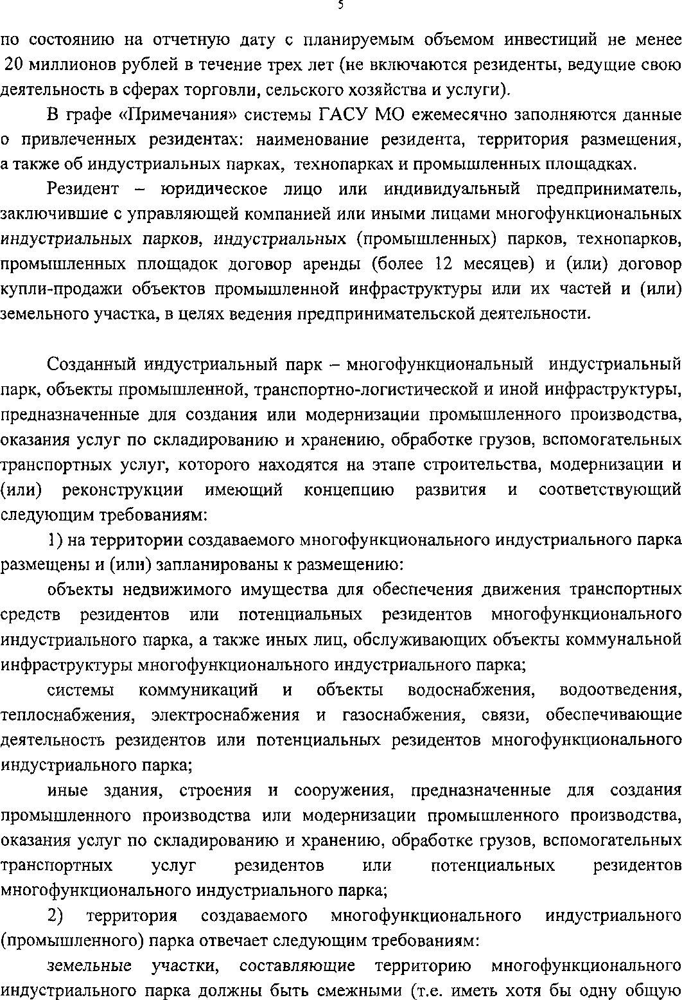 5
по состоянию на отчетную дату с планируемым объемом инвестиций не менее
20 миллионов рублей в течение трех лет (не включаются резиденты, ведущие свою
деятельность в сферах торговли, сельского хозяйства и услуги).
В графе «Примечания» системы ГАСУ МО ежемесячно заполняются данные
о привлеченных резидентах: наименование резидента, территория размещения,
а также об индустриальных парках, технопарках и промышленных площадках.
Резидент – юридическое лицо или индивидуальный предприниматель,
заключившие с управляющей компанией или иными лицами многофункциональных
индустриальных парков, индустриальных (промышленных) парков, технопарков,
промышленных площадок договор аренды (более 12 месяцев) и (или) договор
купли-продажи объектов промышленной инфраструктуры или их частей и (или)
земельного участка, в целях ведения предпринимательской деятельности.
Созданный индустриальный парк – многофункциональный индустриальный
парк, объекты промышленной, транспортно-логистической и иной инфраструктуры,
предназначенные для создания или модернизации промышленного производства,
оказания услуг по складированию и хранению, обработке грузов, вспомогательных
транспортных услуг, которого находятся на этапе строительства, модернизации и
(или) реконструкции имеющий концепцию развития и соответствующий
следующим требованиям:
1) на территории создаваемого многофункционального индустриального парка
размещены и (или) запланированы к размещению:
объекты недвижимого имущества для обеспечения движения транспортных
средств резидентов или потенциальных резидентов многофункционального
индустриального парка, а также иных лиц, обслуживающих объекты коммунальной
инфраструктуры многофункционального индустриального парка;
системы коммуникаций и объекты водоснабжения, водоотведения,
теплоснабжения, электроснабжения и газоснабжения, связи, обеспечивающие
деятельность резидентов или потенциальных резидентов многофункционального
индустриального парка;
иные здания, строения и сооружения, предназначенные для создания
промышленного производства или модернизации промышленного производства,
оказания услуг по складированию и хранению, обработке грузов, вспомогательных
транспортных услуг резидентов или потенциальных резидентов
многофункционального индустриального парка;
2) территория создаваемого многофункционального индустриального
(промышленного) парка отвечает следующим требованиям:
земельные участки, составляющие территорию многофункционального
индустриального парка должны быть смежными (т.е. иметь хотя бы одну общую